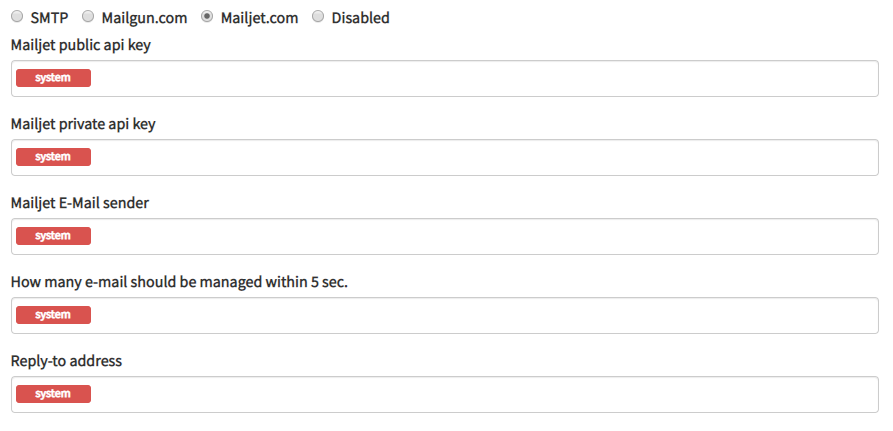 SMTP Mailgun.com Mailjet.com Disabled
Mailjet public api key
system
Mailjet private api key
system
Mailjet E-Mail sender
system
How many e-mail should be managed within 5 sec.
system
Reply-to address
system